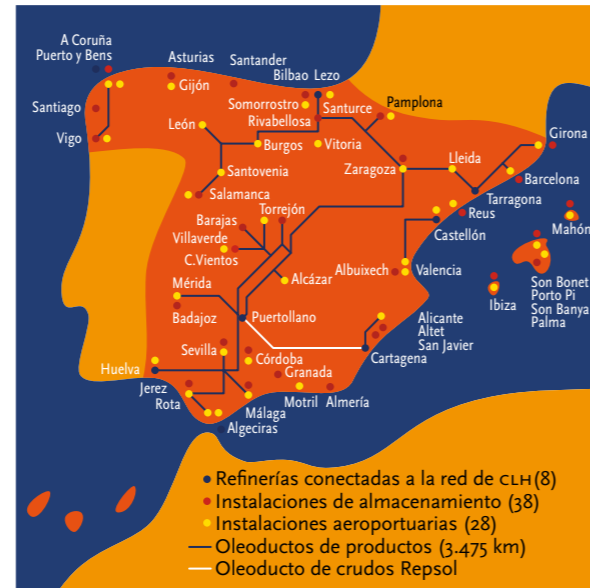 A Coruña
Puerto y Bens
Asturias
Gijón
Santander
Bilbao
Lezo
Somorrostro
Santurce
Rivabellosa
Pamplona
Santiago
Vigo
León
Burgos
Vitoria
Girona
Zaragoza
Lleida
Santovenia
Salamanca
Barcelona
Tarragona
Reus
Torrejón
Barajas
Villaverde
C.Vientos
Castellón
Mahón
Albuixech
Valencia
Mérida
Alcázar
Badajoz
Ibiza
Son Bonet
Porto Pi
Son Banya
Palma
Puertollano
Alicante
Altet
San Javier
Sevilla
Cartagena
Córdoba
Huelva
Granada
Jerez
Rota
Málaga
Motril
Almería
Algeciras
Refinerías conectadas a la red de CLH (8)
Instalaciones de almacenamiento (38)
Instalaciones aeroportuarias (28)
Oleoductos de productos (3.475 km)
Oleoducto de crudos Repsol